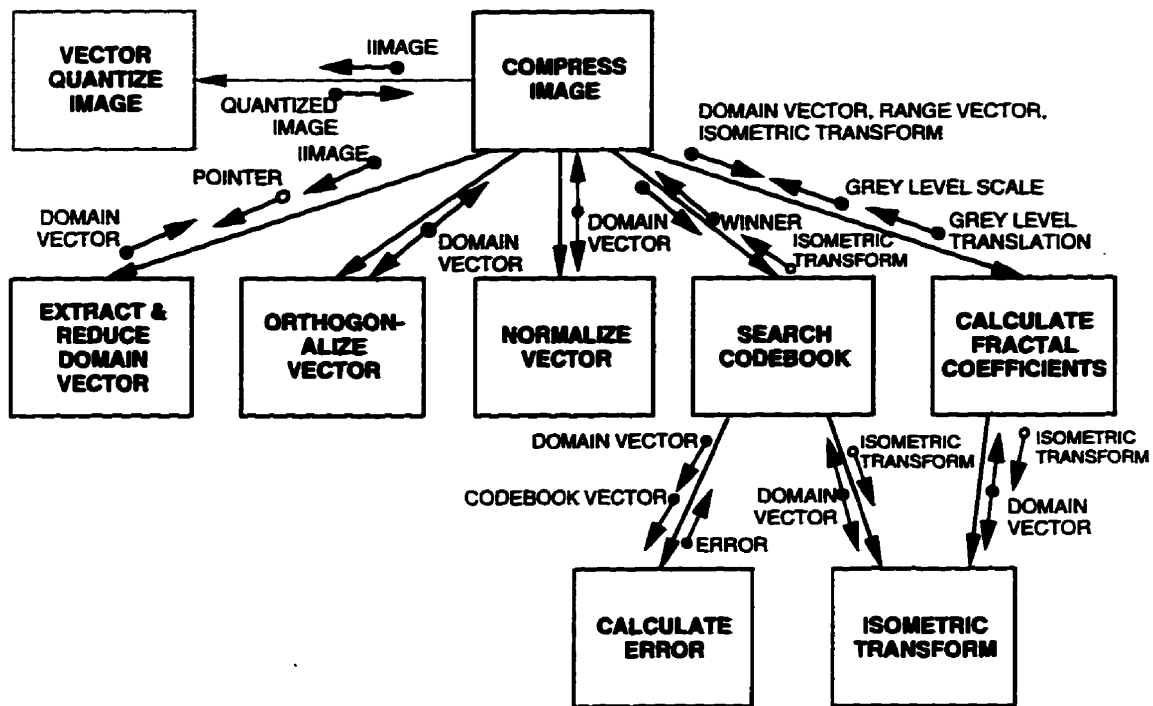 VECTOR
QUANTIZE
IMAGE
IIMAGE
QUANTIZED
IMAGE
COMPRESS
IMAGE
DOMAIN VECTOR, RANGE VECTOR,
ISOMETRIC TRANSFORM
IIMAGE
POINTER
DOMAIN
VECTOR
DOMAIN
VECTOR
DOMAIN
VECTOR
WINNER
ISOMETRIC
TRANSFORM
GREY LEVEL SCALE
GREY LEVEL
TRANSLATION
EXTRACT &
REDUCE
DOMAIN
VECTOR
ORTHOGON-
ALIZE
VECTOR
NORMALIZE
VECTOR
SEARCH
CODEBOOK
CALCULATE
FRACTAL
COEFFICIENTS
DOMAIN VECTOR
CODEBOOK VECTOR
ERROR
ISOMETRIC
TRANSFORM
DOMAIN
VECTOR
ISOMETRIC
TRANSFORM
DOMAIN
VECTOR
CALCULATE
ERROR
ISOMETRIC
TRANSFORM